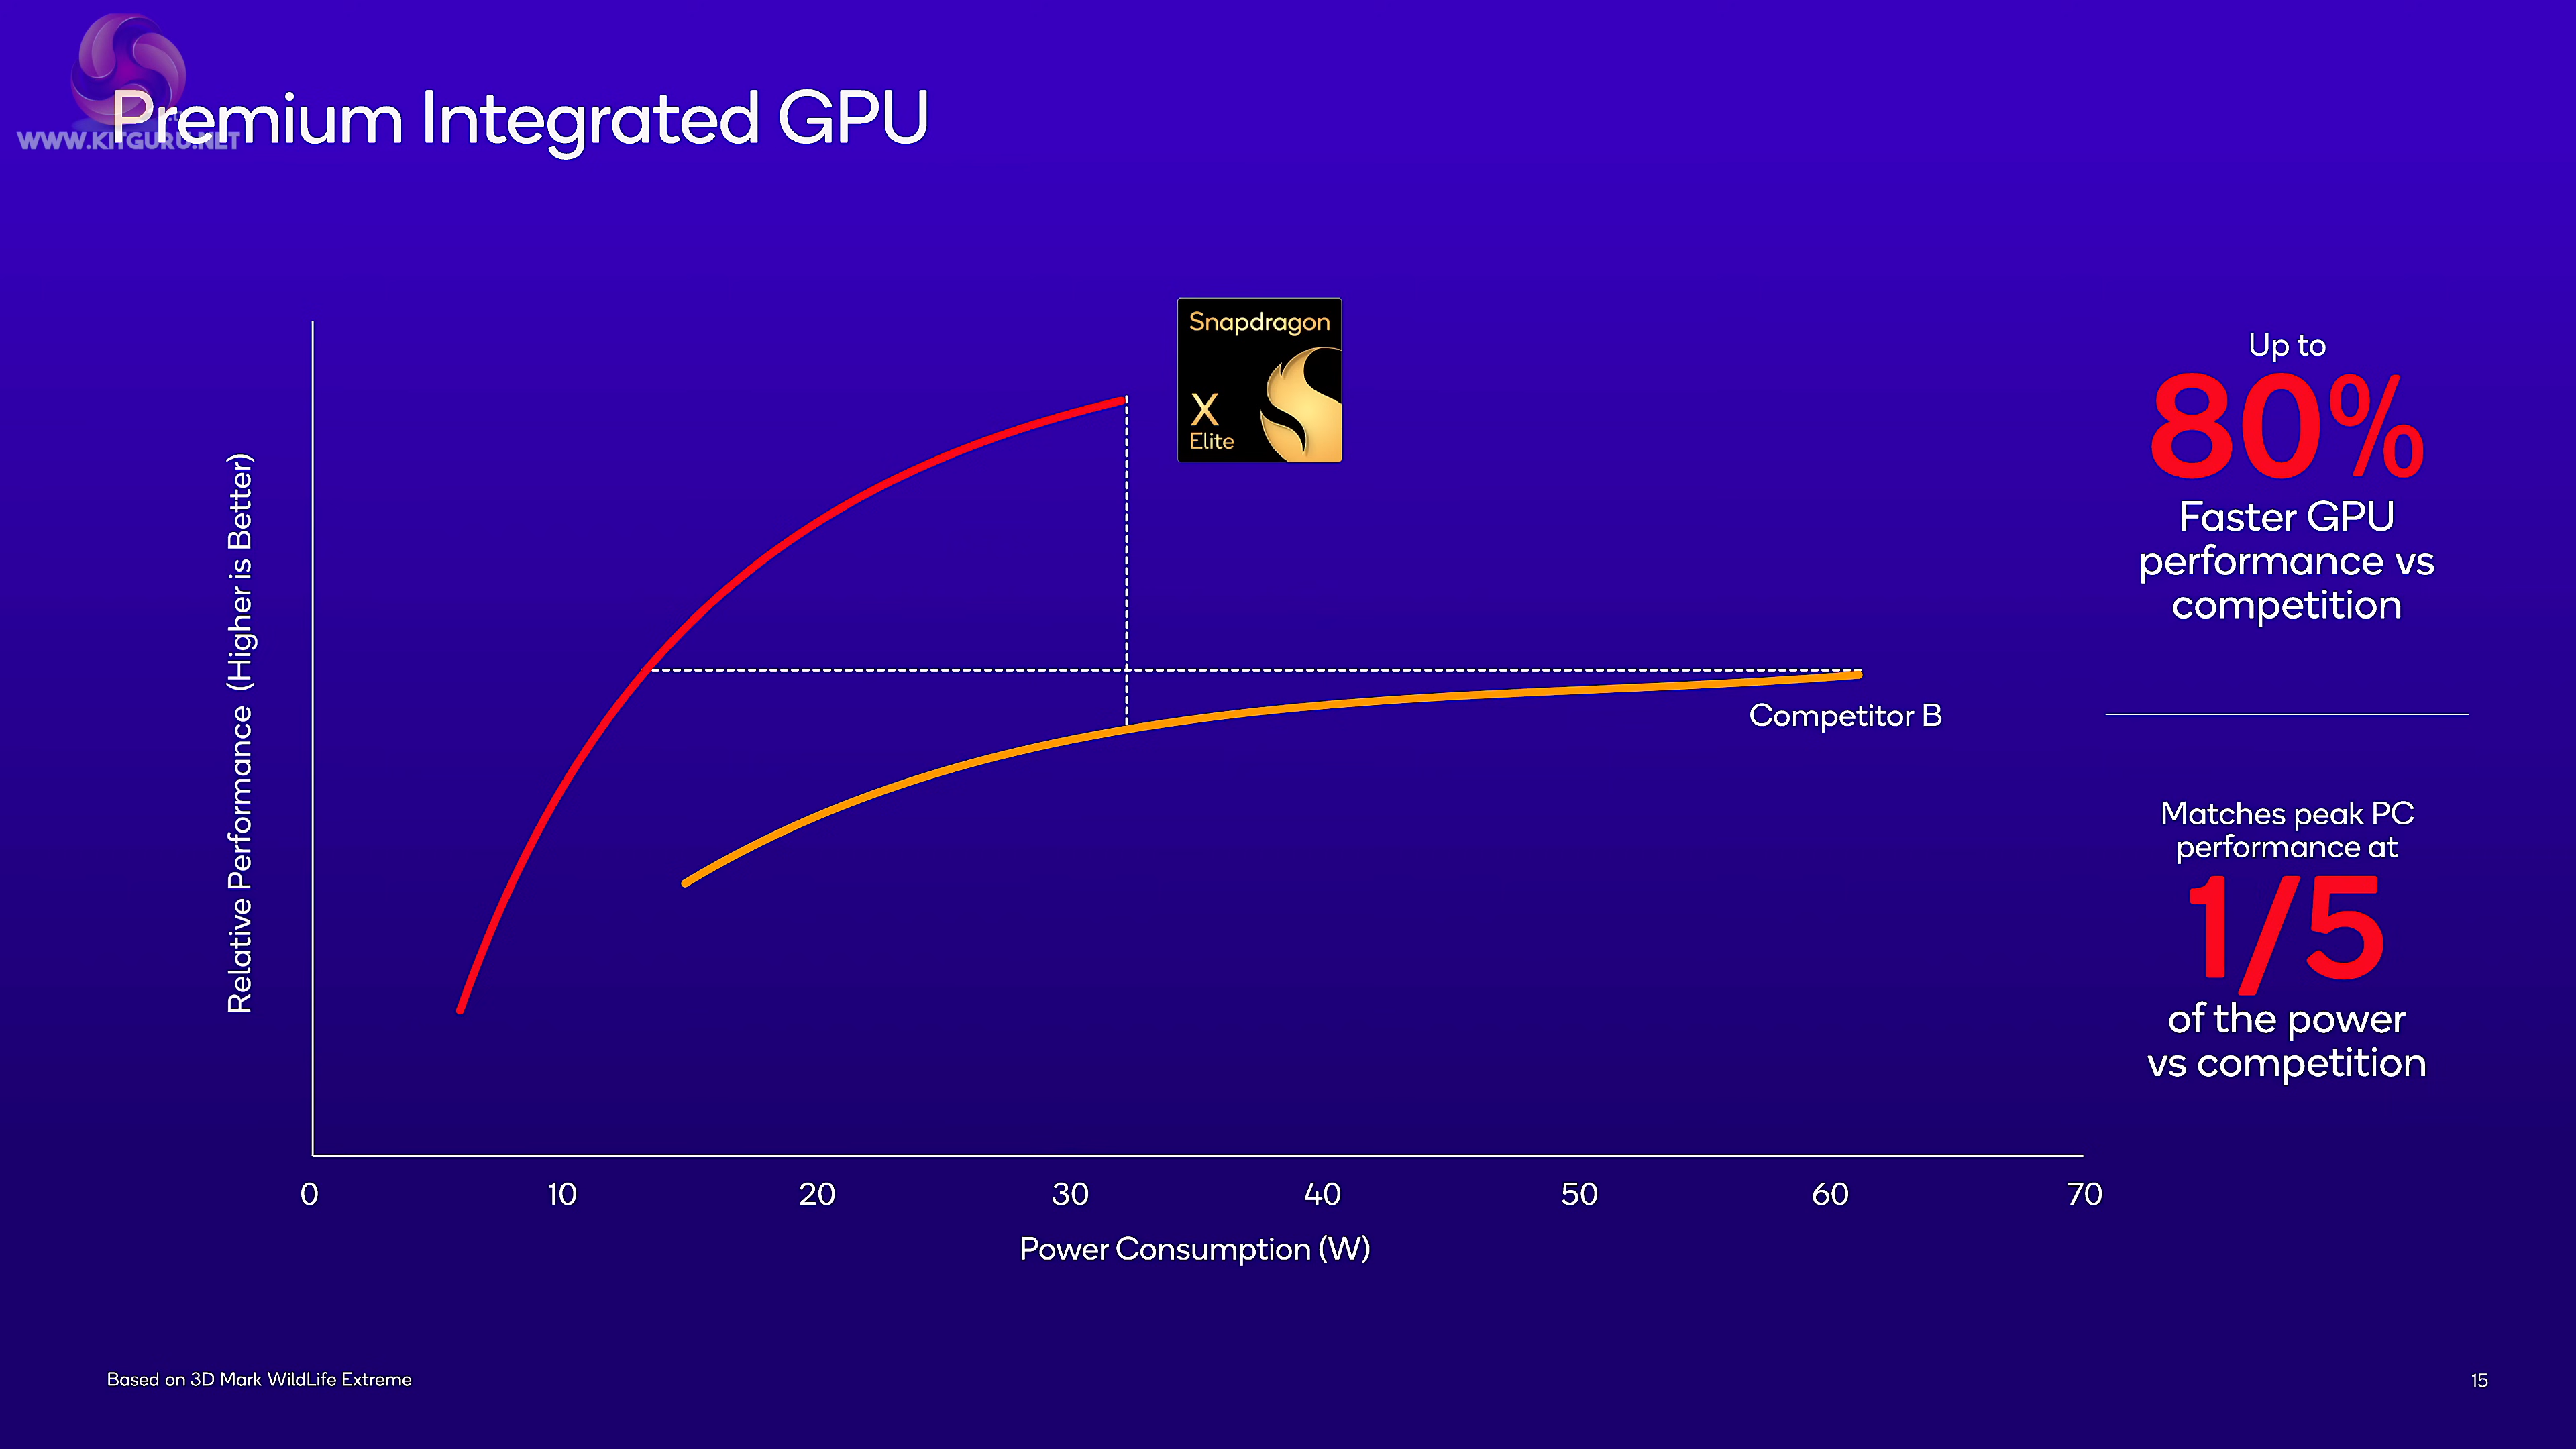 Premium Integrated GPU
WWW.KITGURU.NET
Snapdragon
X
Elite
Relative Performance (Higher is Better)
Competitor B
0 10 20 30 40 50 60 70
Power Consumption (W)
Up to
80%
Faster GPU
performance vs
competition
Matches peak PC
performance at
1/5
of the power
vs competition
Based on 3D Mark WildLife Extreme
15